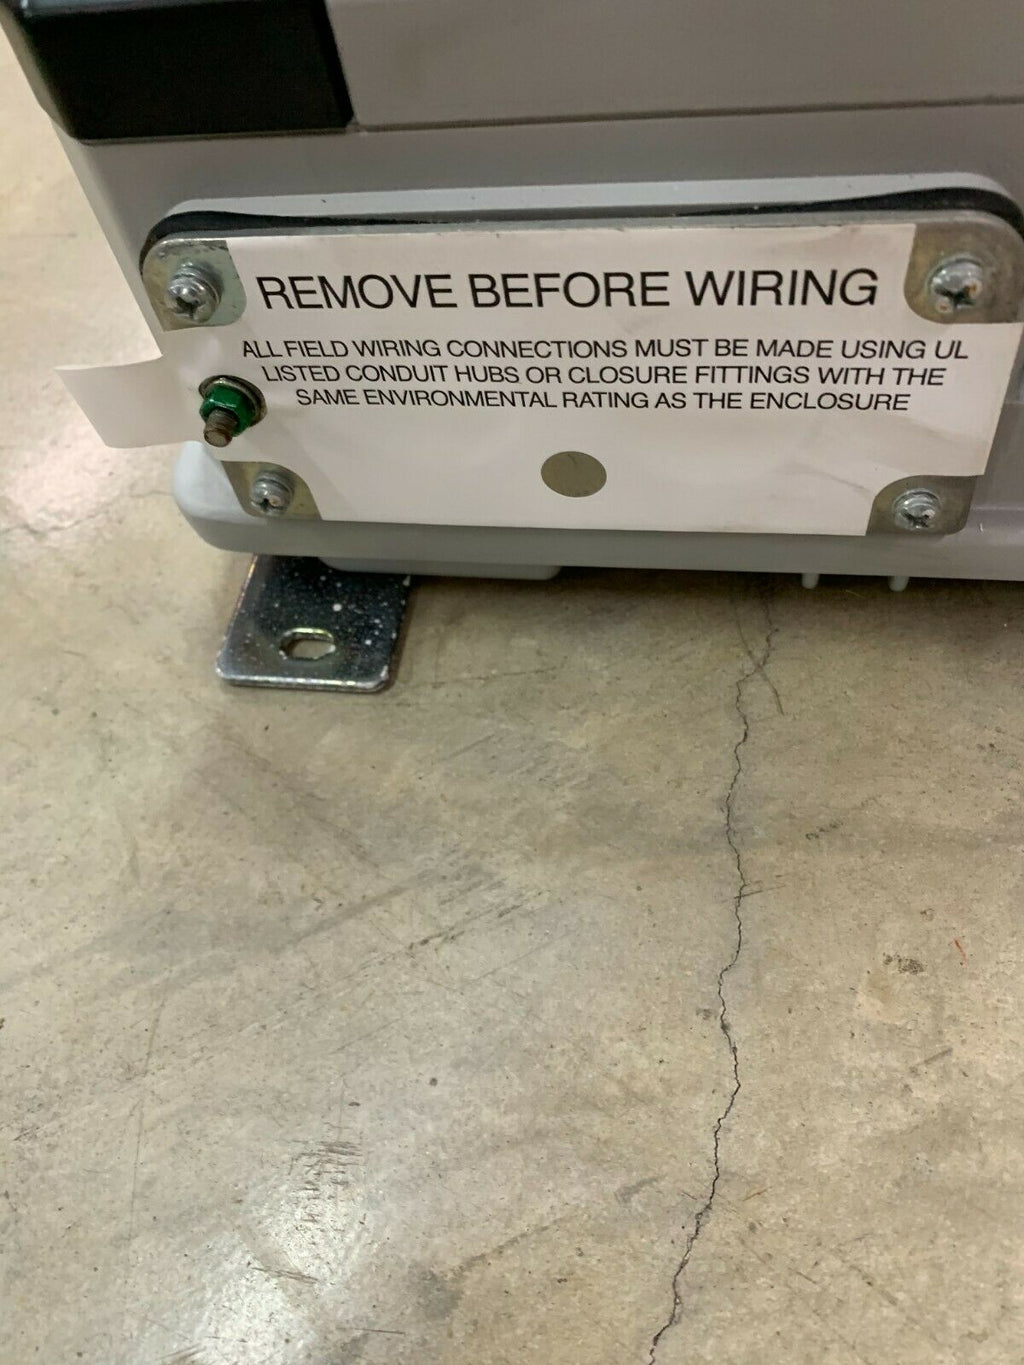 REMOVE BEFORE WIRING
ALL FIELD WIRING CONNECTIONS MUST BE MADE USING UL
LISTED CONDUIT HUBS OR CLOSURE FITTINGS WITH THE
SAME ENVIRONMENTAL RATING AS THE ENCLOSURE